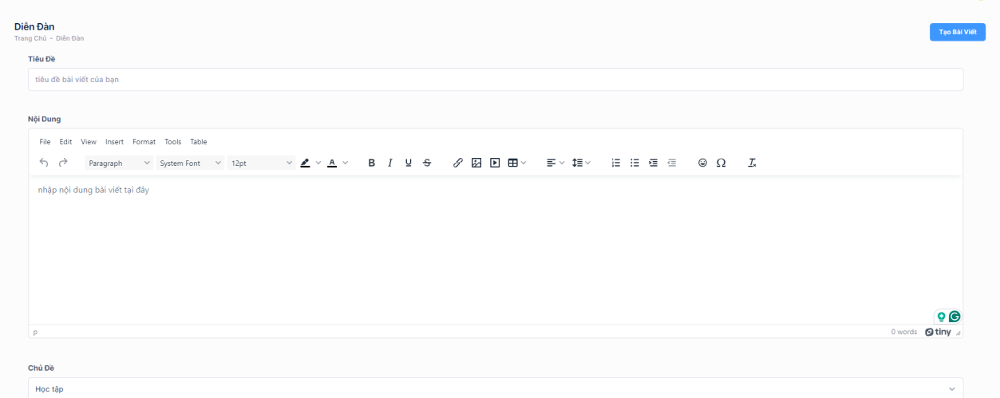 Diễn Đàn
Trang Chủ - Diễn Đàn
Tạo Bài Viết
Tiêu Đề
tiêu đề bài viết của bạn
Nội Dung
File Edit View Insert Format Tools Table
Paragraph System Font 12pt A B I U S Ω
nhập nội dung bài viết tại đây
p
0 words tiny
Chủ Đề
Học tập